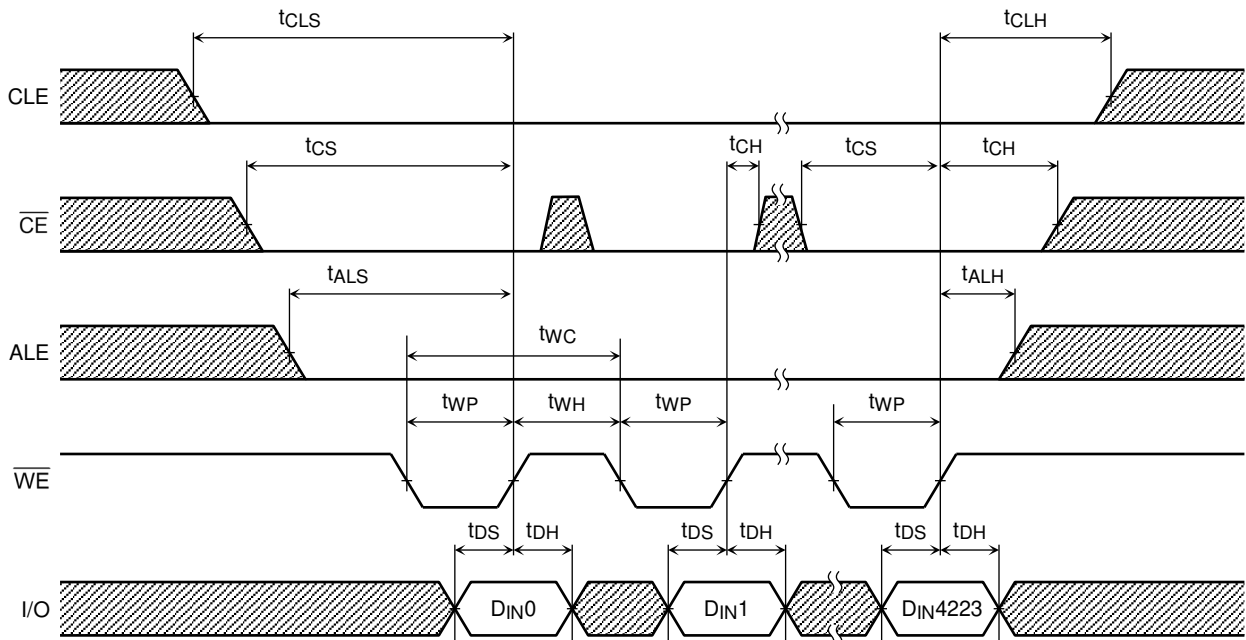 tCLS
tCLH
CLE
tCS
tCH
tCS
tCH
CE
tALS
tALH
ALE
tWC
tWP
tWH
tWP
tWP
WE
tDS
tDH
tDS
tDH
tDS
tDH
I/O
DIN0
DIN1
DIN4223